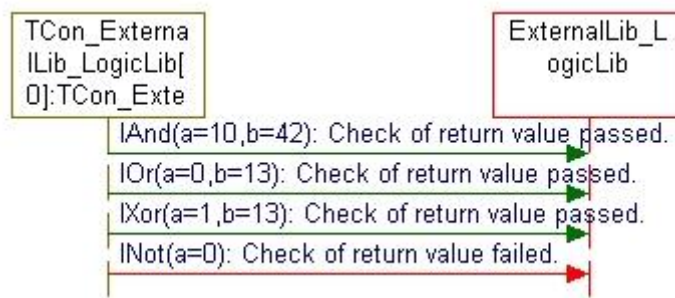 TCon_Externa
lLib_LogicLib[
0]:TCon_Exte
ExternalLib_L
ogicLib
lAnd(a=10,b=42): Check of return value passed.
lOr(a=0,b=13): Check of return value passed.
lXor(a=1,b=13): Check of return value passed.
lNot(a=0): Check of return value failed.